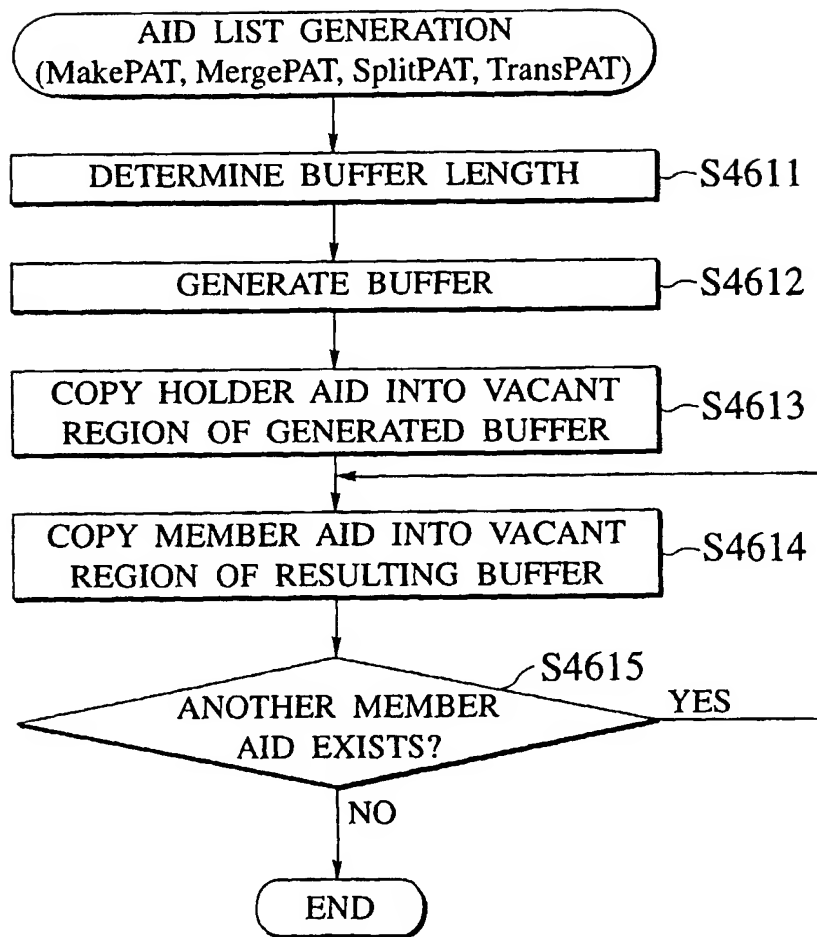 AID LIST GENERATION
(MakePAT, MergePAT, SplitPAT, TransPAT)
DETERMINE BUFFER LENGTH
S4611
GENERATE BUFFER
S4612
COPY HOLDER AID INTO VACANT
REGION OF GENERATED BUFFER
S4613
COPY MEMBER AID INTO VACANT
REGION OF RESULTING BUFFER
S4614
S4615
ANOTHER MEMBER
AID EXISTS?
YES
NO
END